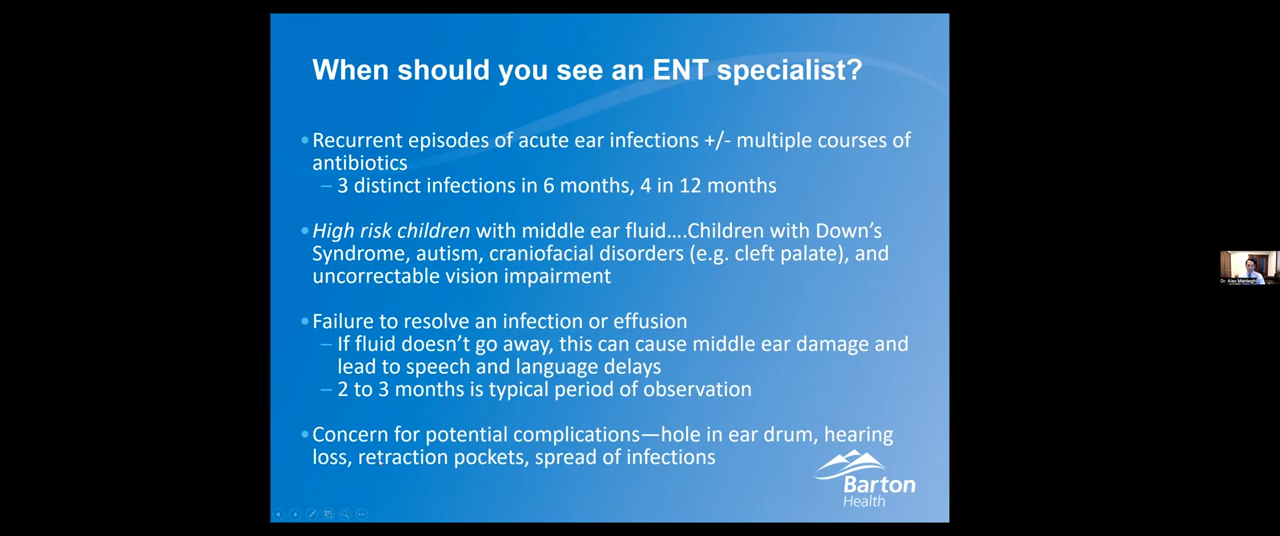 When should you see an ENT specialist?
•Recurrent episodes of acute ear infections +/- multiple courses of
antibiotics
– 3 distinct infections in 6 months, 4 in 12 months
•High risk children with middle ear fluid....Children with Down's
Syndrome, autism, craniofacial disorders (e.g. cleft palate), and
uncorrectable vision impairment
•Failure to resolve an infection or effusion
– If fluid doesn't go away, this can cause middle ear damage and
lead to speech and language delays
– 2 to 3 months is typical period of observation
•Concern for potential complications—hole in ear drum, hearing
loss, retraction pockets, spread of infections
Barton
Health
Dr. Alex